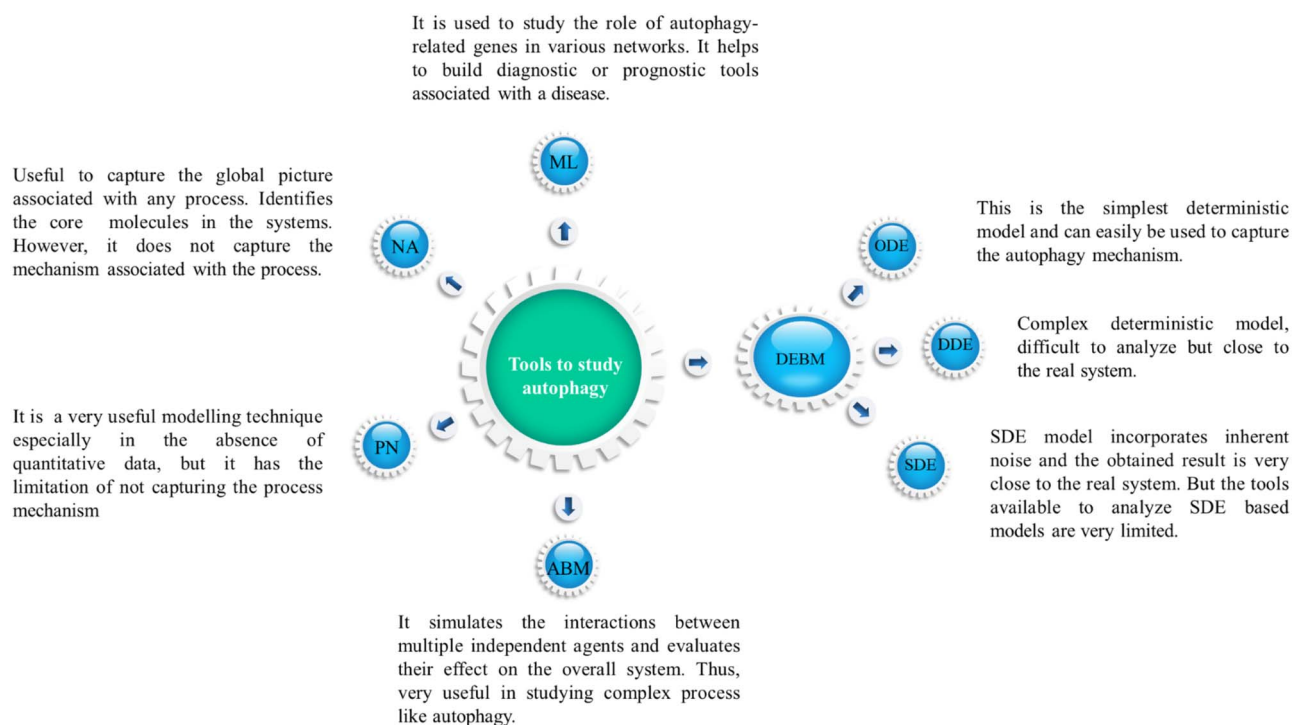 It is used to study the role of autophagy-
related genes in various networks. It helps
to build diagnostic or prognostic tools
associated with a disease.
ML
Useful to capture the global picture
associated with any process. Identifies
the core molecules in the systems.
However, it does not capture the
mechanism associated with the process.
NA
It is a very useful modelling technique
especially in the absence of
quantitative data, but it has the
limitation of not capturing the process
mechanism
PN
Tools to study
autophagy
ABM
It simulates the interactions between
multiple independent agents and evaluates
their effect on the overall system. Thus,
very useful in studying complex process
like autophagy.
DEBM
ODE
This is the simplest deterministic
model and can easily be used to capture
the autophagy mechanism.
DDE
Complex deterministic model,
difficult to analyze but close to
the real system.
SDE
SDE model incorporates inherent
noise and the obtained result is very
close to the real system. But the tools
available to analyze SDE based
models are very limited.